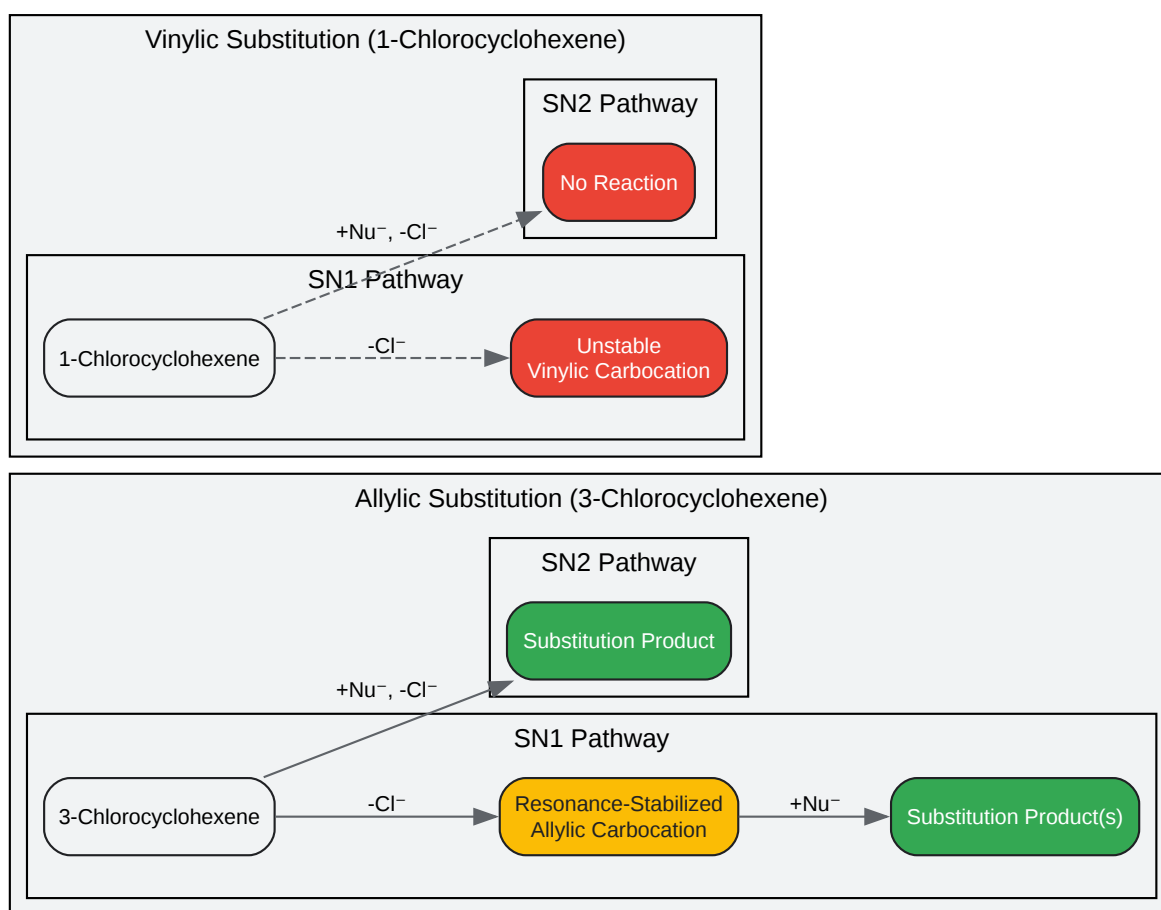 Vinylic Substitution (1-Chlorocyclohexene)
SN2 Pathway
No Reaction
+Nu⁻, -Cl⁻
SN1 Pathway
1-Chlorocyclohexene
-Cl⁻
Unstable
Vinylic Carbocation
Allylic Substitution (3-Chlorocyclohexene)
SN2 Pathway
Substitution Product
+Nu⁻, -Cl⁻
SN1 Pathway
3-Chlorocyclohexene
-Cl⁻
Resonance-Stabilized
Allylic Carbocation
+Nu⁻
Substitution Product(s)